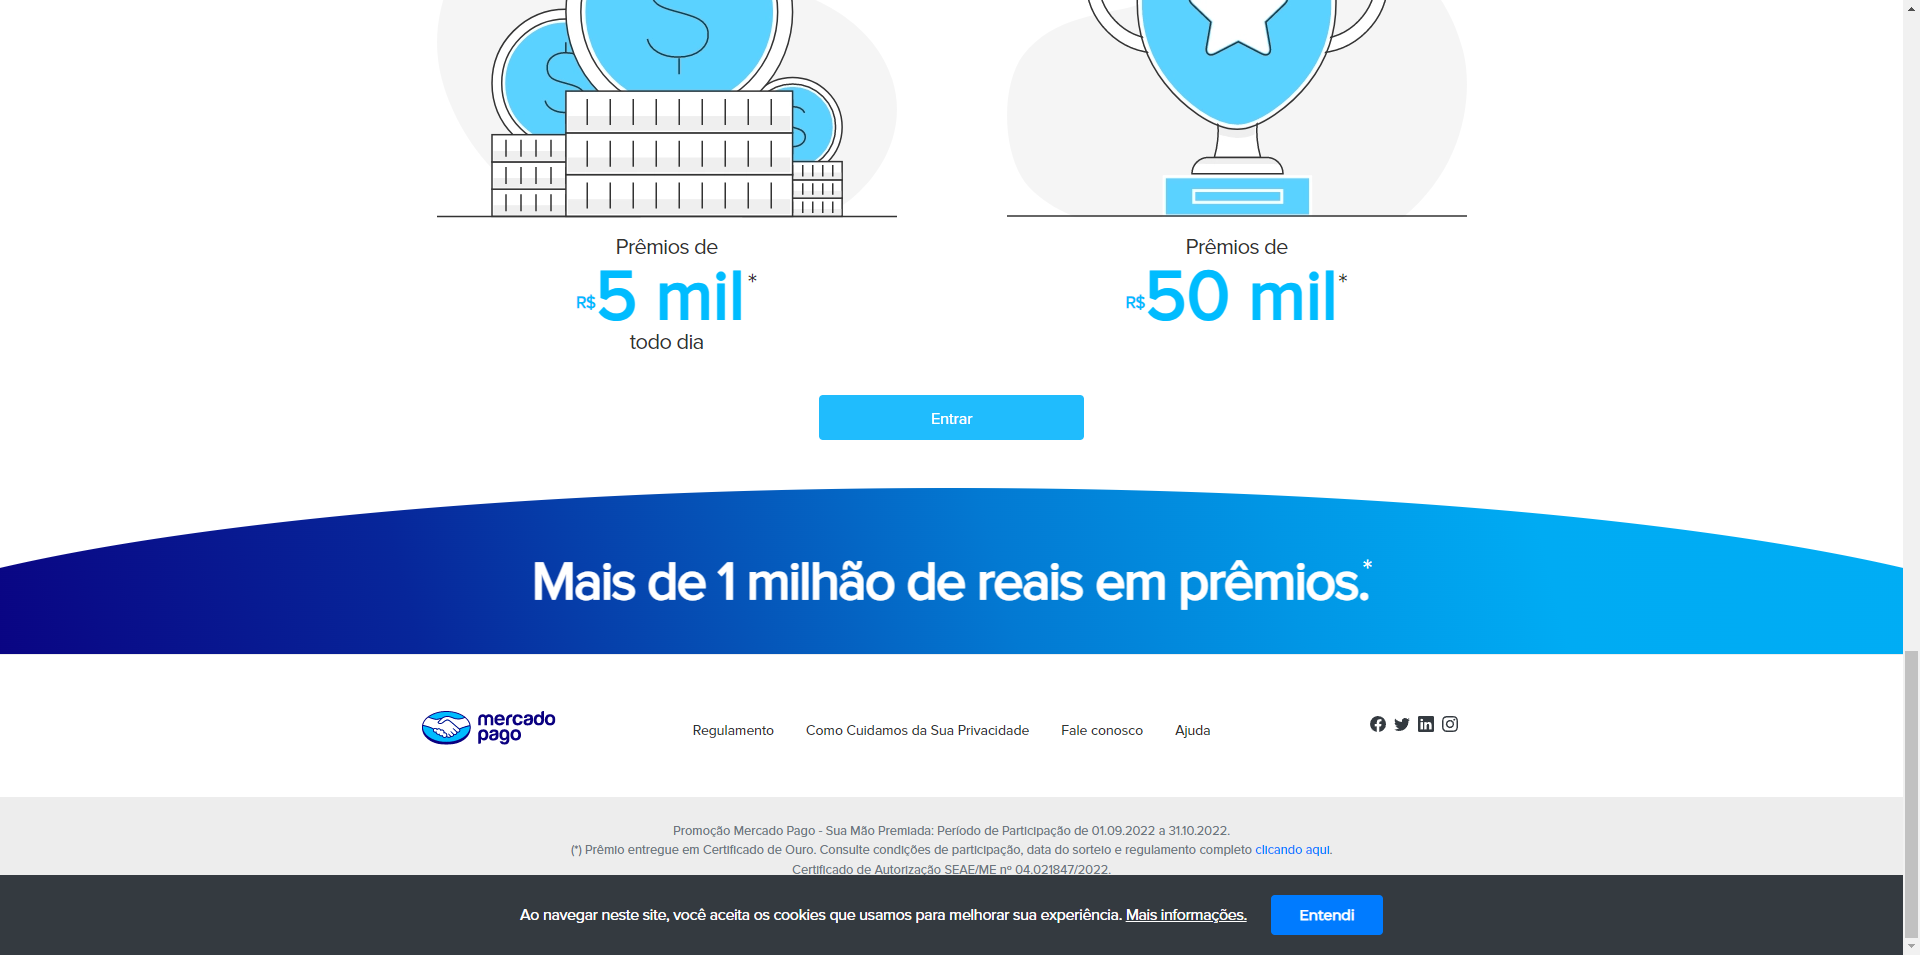 Prêmios de
R$5 mil*
todo dia
Prêmios de
R$50 mil*
Entrar
Mais de 1 milhão de reais em prêmios.*
mercado
pago
Regulamento
Como Cuidamos da Sua Privacidade
Fale conosco
Ajuda
Promoção Mercado Pago - Sua Mão Premiada: Período de Participação de 01.09.2022 a 31.10.2022.
(*) Prêmio entregue em Certificado de Ouro. Consulte condições de participação, data do sorteio e regulamento completo clicando aqui.
Certificado de Autorização SEAE/ME nº 04.021847/2022.
Ao navegar neste site, você aceita os cookies que usamos para melhorar sua experiência. Mais informações.
Entendi